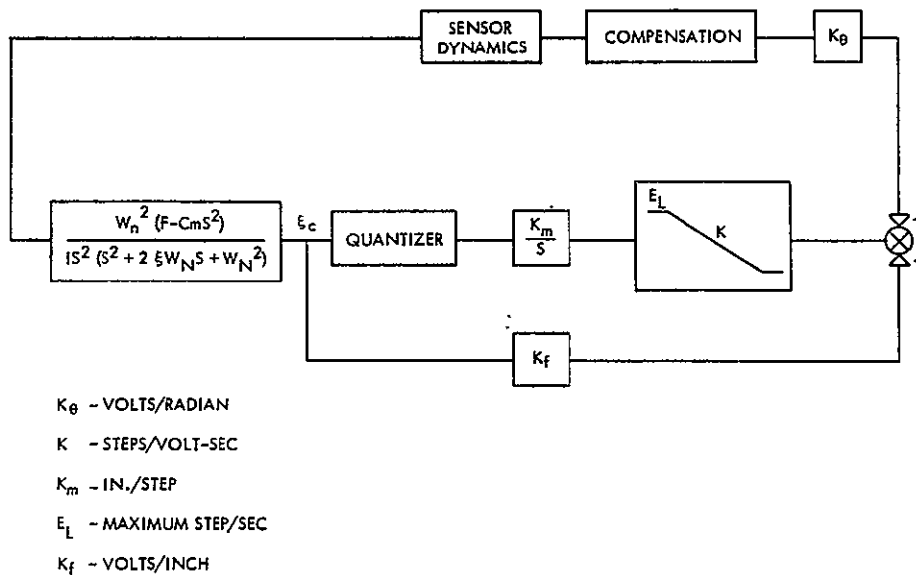 SENSOR
DYNAMICS
COMPENSATION
Kθ
Wn² (F-CmS²)
IS² (S² + 2 ξWNS + WN²)
ξc
QUANTIZER
Km
S
EL
K
Kf
Kθ ~ VOLTS/RADIAN
K ~ STEPS/VOLT-SEC
Km ~ IN./STEP
EL ~ MAXIMUM STEP/SEC
Kf ~ VOLTS/INCH